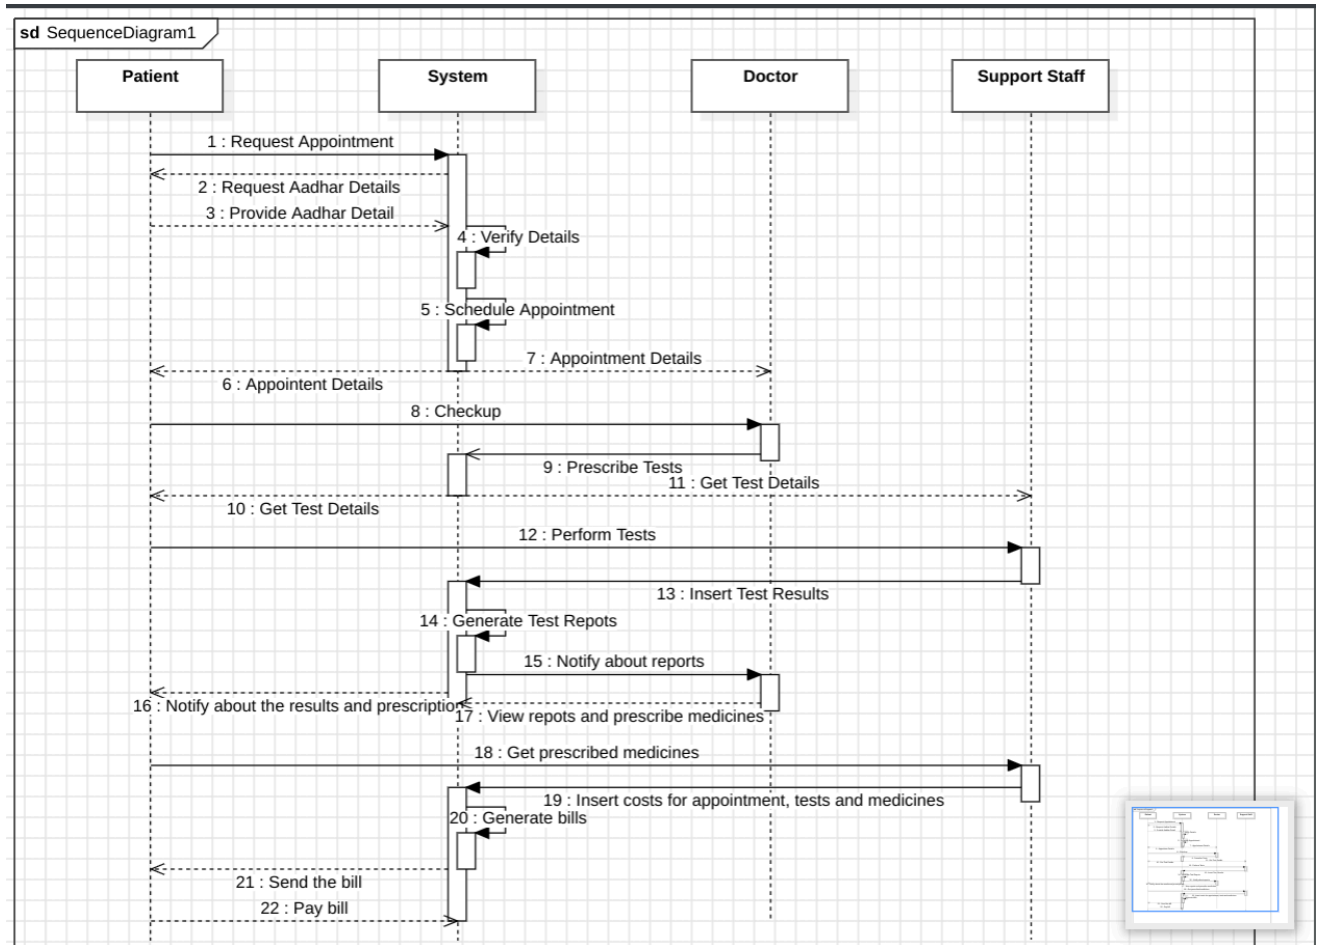 sd SequenceDiagram1
Patient
System
Doctor
Support Staff
1 : Request Appointment
2 : Request Aadhar Details
3 : Provide Aadhar Detail
4 : Verify Details
5 : Schedule Appointment
7 : Appointment Details
6 : Appointent Details
8 : Checkup
9 : Prescribe Tests
11 : Get Test Details
10 : Get Test Details
12 : Perform Tests
13 : Insert Test Results
14 : Generate Test Repots
15 : Notify about reports
16 : Notify about the results and prescription
17 : View repots and prescribe medicines
18 : Get prescribed medicines
19 : Insert costs for appointment, tests and medicines
20 : Generate bills
21 : Send the bill
22 : Pay bill